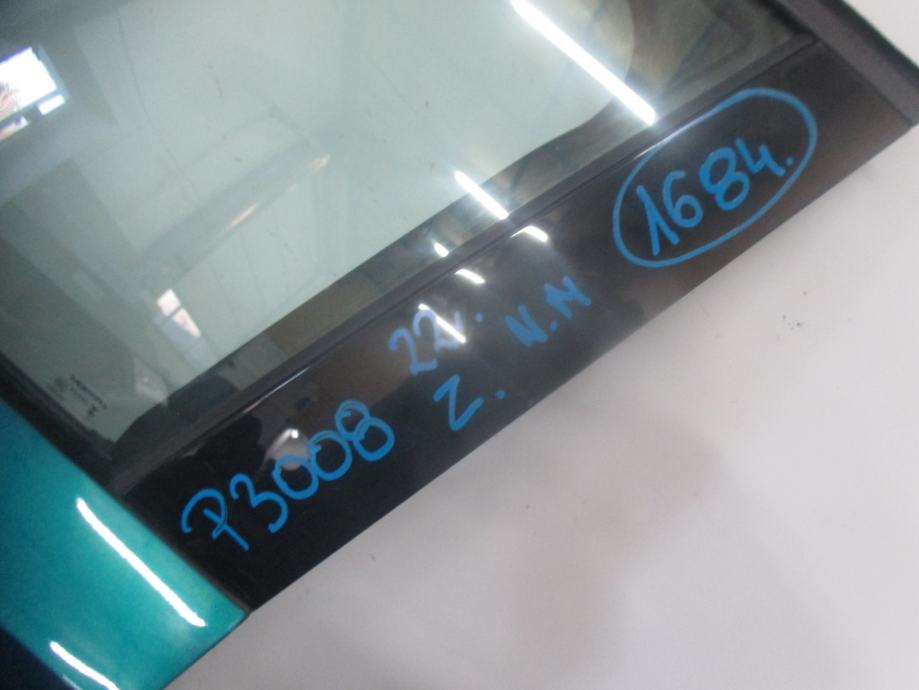 1684.
22.
N.M
P3008
Z.